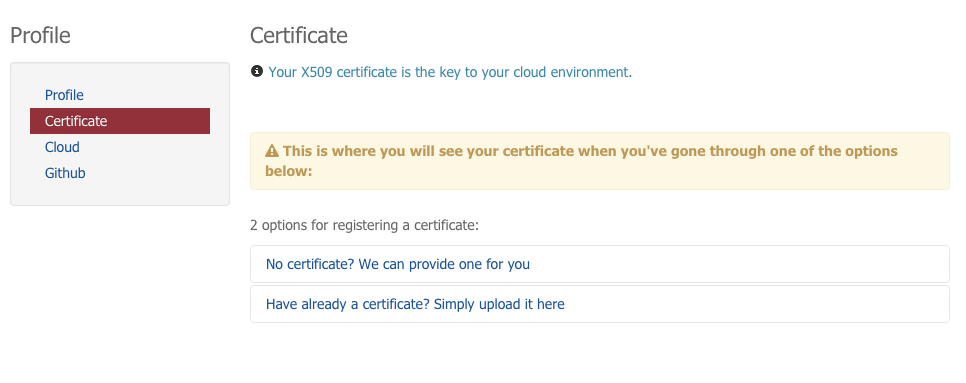 Profile
Profile
Certificate
Cloud
Github
Certificate
Your X509 certificate is the key to your cloud environment.
This is where you will see your certificate when you've gone through one of the options
below:
2 options for registering a certificate:
No certificate? We can provide one for you
Have already a certificate? Simply upload it here